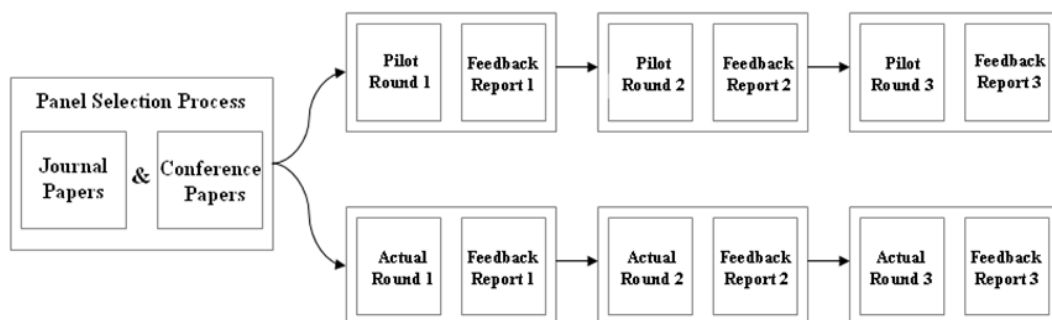 Panel Selection Process
Journal
Papers
&
Conference
Papers
Pilot
Round 1
Feedback
Report 1
Pilot
Round 2
Feedback
Report 2
Pilot
Round 3
Feedback
Report 3
Actual
Round 1
Feedback
Report 1
Actual
Round 2
Feedback
Report 2
Actual
Round 3
Feedback
Report 3